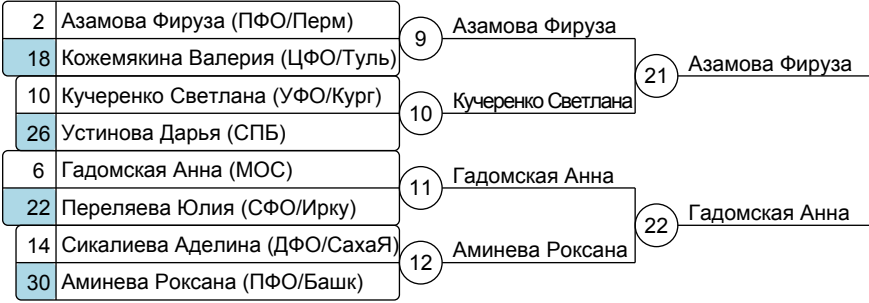 2 Азамова Фируза (ПФО/Перм)
18 Кожемякина Валерия (ЦФО/Туль)
9 Азамова Фируза
10 Кучеренко Светлана (УФО/Кург)
26 Устинова Дарья (СПБ)
10 Кучеренко Светлана
21 Азамова Фируза
6 Гадомская Анна (МОС)
22 Переляева Юлия (СФО/Ирку)
11 Гадомская Анна
14 Сикалиева Аделина (ДФО/СахаЯ)
30 Аминева Роксана (ПФО/Башк)
12 Аминева Роксана
22 Гадомская Анна